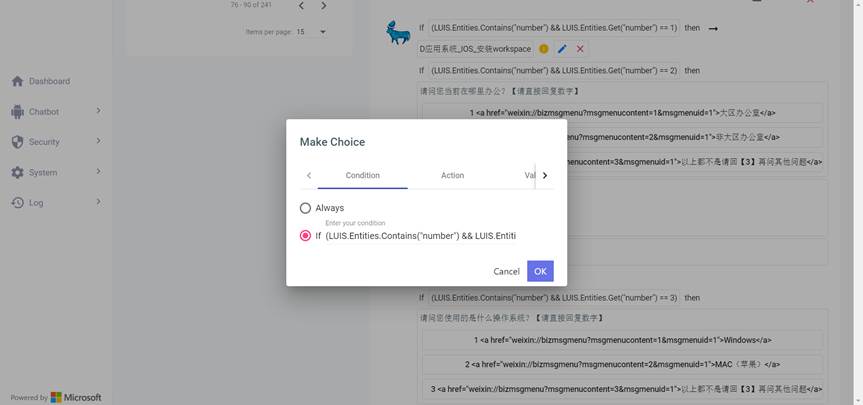 76 - 90 of 241
Items per page: 15
Dashboard
Chatbot
Security
System
Log
Powered by Microsoft
If (LUIS.Entities.Contains("number") && LUIS.Entities.Get("number") == 1) then
D应用系统_IOS_安装workspace
If (LUIS.Entities.Contains("number") && LUIS.Entities.Get("number") == 2) then
请问您当前在哪里办公？【请直接回复数字】
1 <a href="weixin://bizmsgmenu?msgmenucontent=1&msgmenuid=1">大区办公室</a>
?msgmenucontent=2&msgmenuid=1">非大区办公室</a>
nucontent=3&msgmenuid=1">以上都不是请回【3】再问其他问题</a>
Make Choice
Condition
Action
Val
Always
Enter your condition
If (LUIS.Entities.Contains("number") && LUIS.Entiti
Cancel
OK
If (LUIS.Entities.Contains("number") && LUIS.Entities.Get("number") == 3) then
请问您使用的是什么操作系统？【请直接回复数字】
1 <a href="weixin://bizmsgmenu?msgmenucontent=1&msgmenuid=1">Windows</a>
2 <a href="weixin://bizmsgmenu?msgmenucontent=2&msgmenuid=1">MAC（苹果）</a>
3 <a href="weixin://bizmsgmenu?msgmenucontent=3&msgmenuid=1">以上都不是请回【3】再问其他问题</a>